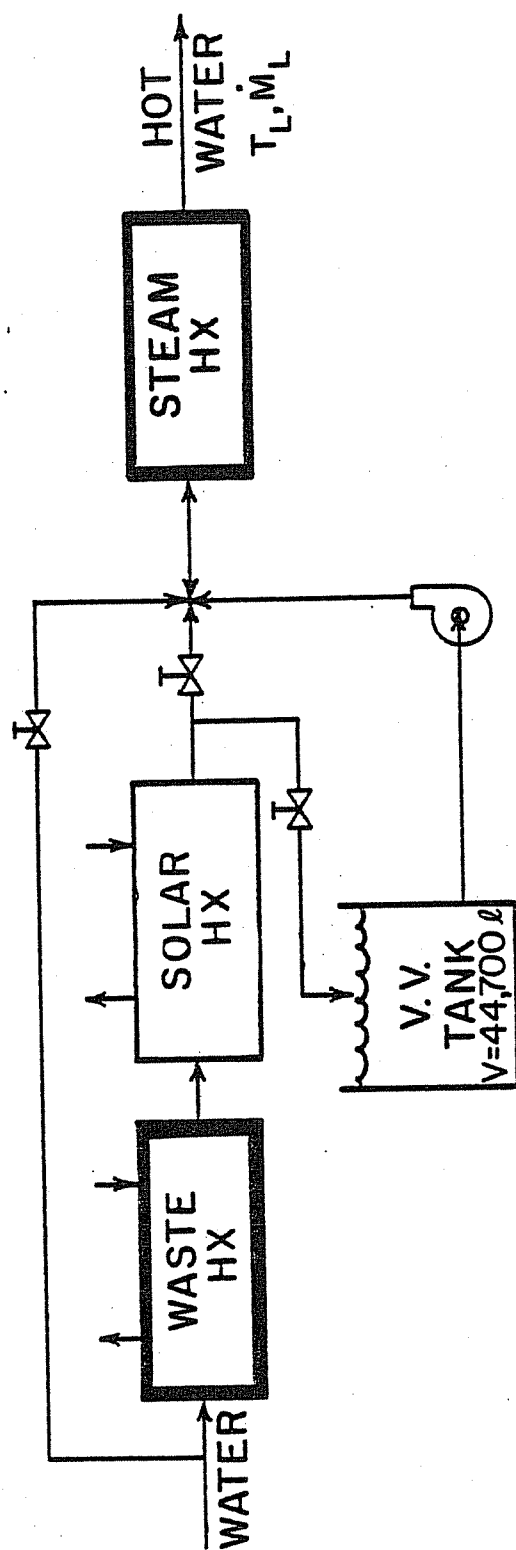 WATER
WASTE
HX
SOLAR
HX
V.V.
TANK
V=44,700 ℓ
STEAM
HX
HOT
WATER
T_L, Ṁ_L